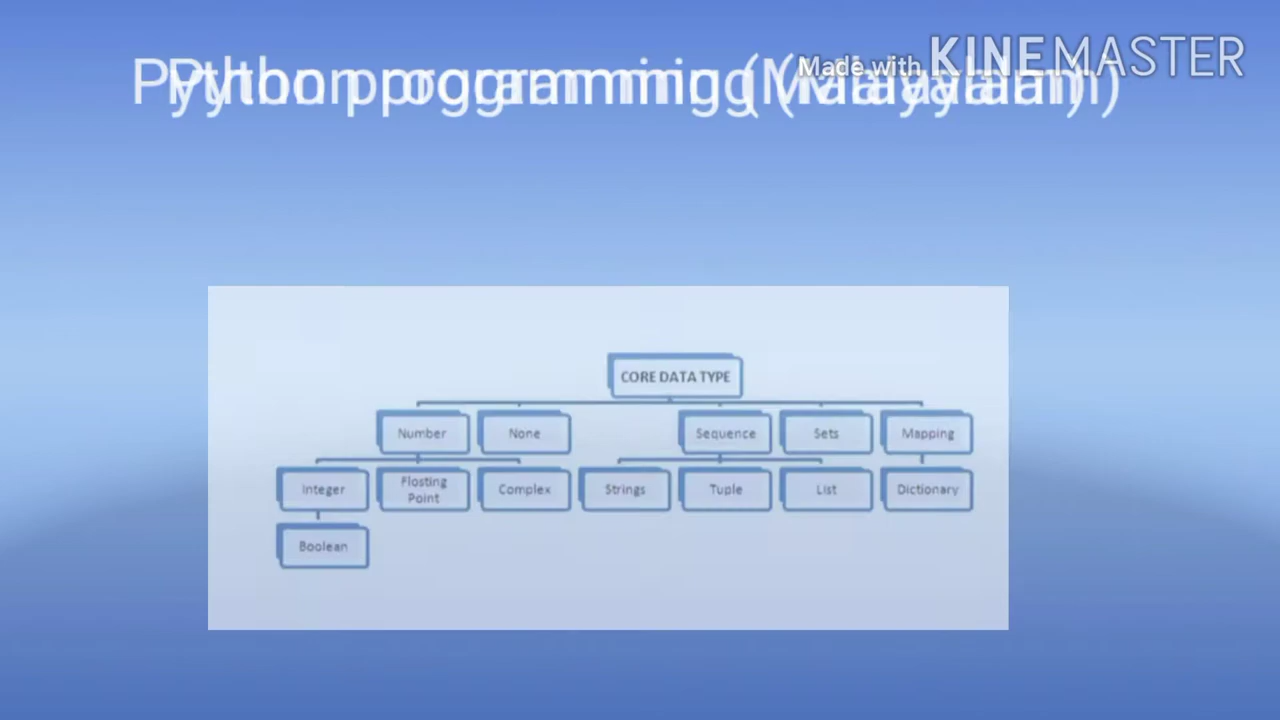 Python programming (Malayalam)
Made with KINEMASTER
CORE DATA TYPE
Number None Sequence Sets Mapping
Integer Flosting Complex Strings Tuple List Dictionary
Point
Boolean